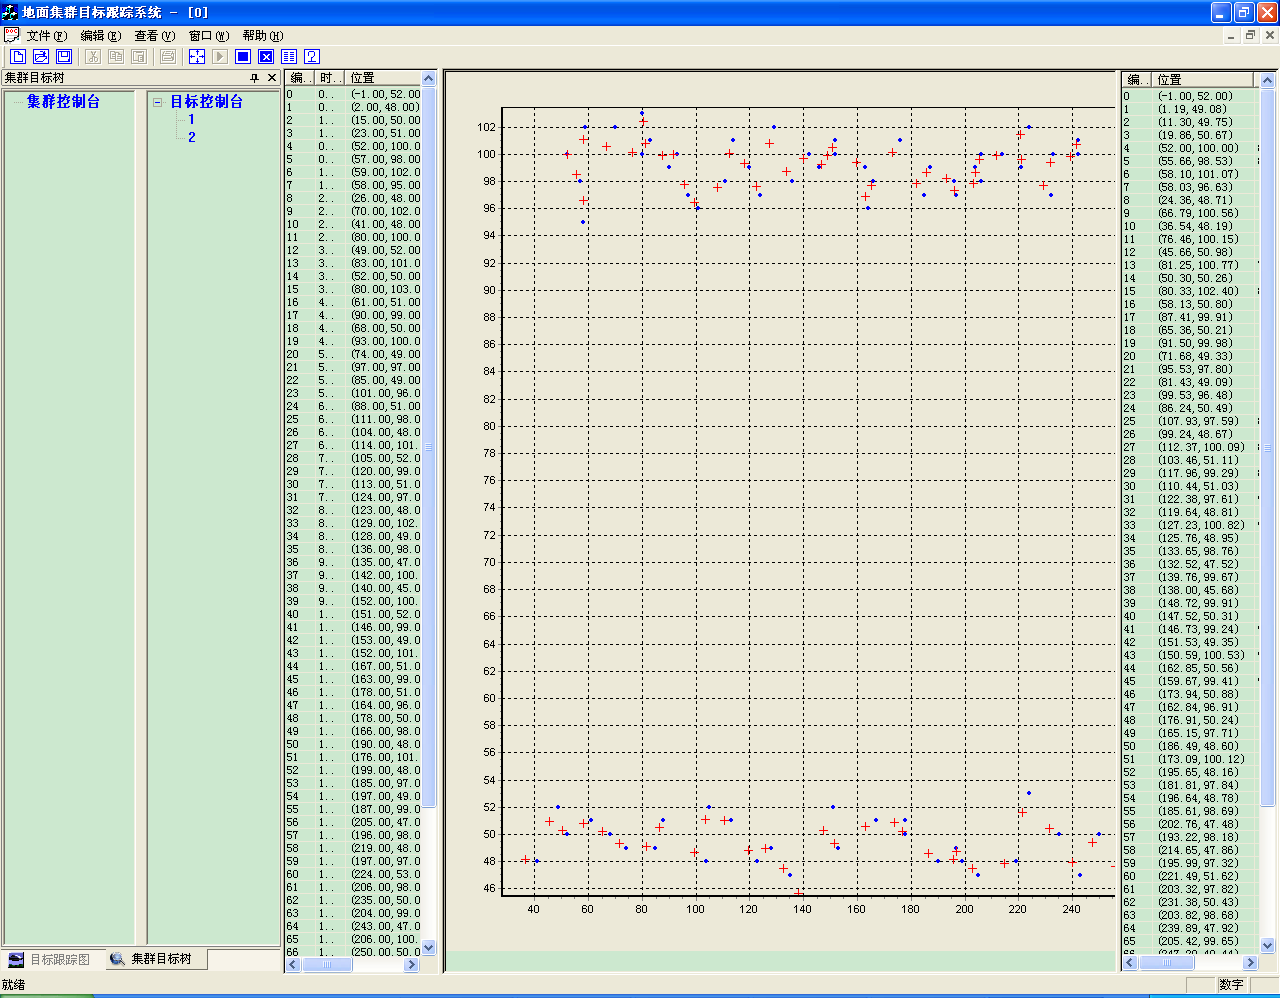 地面集群目标跟踪系统 - [0]
文件(F) 编辑(E) 查看(V) 窗口(W) 帮助(H)
集群目标树
集群控制台
目标控制台
1
2
编.. 时.. 位置
0 0.. (-1.00,52.00
1 0.. (2.00,48.00)
2 1.. (15.00,50.00
3 1.. (23.00,51.00
4 0.. (52.00,100.0
5 0.. (57.00,98.00
6 1.. (59.00,102.0
7 1.. (58.00,95.00
8 2.. (26.00,48.00
9 2.. (70.00,102.0
10 2.. (41.00,48.00
11 2.. (80.00,100.0
12 3.. (49.00,52.00
13 3.. (83.00,101.0
14 3.. (52.00,50.00
15 3.. (80.00,103.0
16 4.. (61.00,51.00
17 4.. (90.00,99.00
18 4.. (68.00,50.00
19 4.. (93.00,100.0
20 5.. (74.00,49.00
21 5.. (97.00,97.00
22 5.. (85.00,49.00
23 5.. (101.00,96.0
24 6.. (88.00,51.00
25 6.. (111.00,98.0
26 6.. (104.00,48.0
27 6.. (114.00,101.
28 7.. (105.00,52.0
29 7.. (120.00,99.0
30 7.. (113.00,51.0
31 7.. (124.00,97.0
32 8.. (123.00,48.0
33 8.. (129.00,102.
34 8.. (128.00,49.0
35 8.. (136.00,98.0
36 9.. (135.00,47.0
37 9.. (142.00,100.
38 9.. (140.00,45.0
39 9.. (152.00,100.
40 1.. (151.00,52.0
41 1.. (146.00,99.0
42 1.. (153.00,49.0
43 1.. (152.00,101.
44 1.. (167.00,51.0
45 1.. (163.00,99.0
46 1.. (178.00,51.0
47 1.. (164.00,96.0
48 1.. (178.00,50.0
49 1.. (166.00,98.0
50 1.. (190.00,48.0
51 1.. (176.00,101.
52 1.. (199.00,48.0
53 1.. (185.00,97.0
54 1.. (197.00,49.0
55 1.. (187.00,99.0
56 1.. (205.00,47.0
57 1.. (196.00,98.0
58 1.. (219.00,48.0
59 1.. (197.00,97.0
60 1.. (224.00,53.0
61 1.. (206.00,98.0
62 1.. (235.00,50.0
63 1.. (204.00,99.0
64 1.. (243.00,47.0
65 1.. (206.00,100.
66 1.. (250.00,50.0
102
100
98
96
94
92
90
88
86
84
82
80
78
76
74
72
70
68
66
64
62
60
58
56
54
52
50
48
46
40 60 80 100 120 140 160 180 200 220 240
编.. 位置
0 (-1.00,52.00)
1 (1.19,49.08)
2 (11.30,49.75)
3 (19.86,50.67)
4 (52.00,100.00)
5 (55.66,98.53)
6 (58.10,101.07)
7 (58.03,96.63)
8 (24.36,48.71)
9 (66.79,100.56)
10 (36.54,48.19)
11 (76.46,100.15)
12 (45.66,50.98)
13 (81.25,100.77)
14 (50.30,50.26)
15 (80.33,102.40)
16 (58.13,50.80)
17 (87.41,99.91)
18 (65.36,50.21)
19 (91.50,99.98)
20 (71.68,49.33)
21 (95.53,97.80)
22 (81.43,49.09)
23 (99.53,96.48)
24 (86.24,50.49)
25 (107.93,97.59)
26 (99.24,48.67)
27 (112.37,100.09)
28 (103.46,51.11)
29 (117.96,99.29)
30 (110.44,51.03)
31 (122.38,97.61)
32 (119.64,48.81)
33 (127.23,100.82)
34 (125.76,48.95)
35 (133.65,98.76)
36 (132.52,47.52)
37 (139.76,99.67)
38 (138.00,45.68)
39 (148.72,99.91)
40 (147.52,50.31)
41 (146.73,99.24)
42 (151.53,49.35)
43 (150.59,100.53)
44 (162.85,50.56)
45 (159.67,99.41)
46 (173.94,50.88)
47 (162.84,96.91)
48 (176.91,50.24)
49 (165.15,97.71)
50 (186.49,48.60)
51 (173.09,100.12)
52 (195.65,48.16)
53 (181.81,97.84)
54 (196.64,48.78)
55 (185.61,98.69)
56 (202.76,47.48)
57 (193.22,98.18)
58 (214.65,47.86)
59 (195.99,97.32)
60 (221.49,51.62)
61 (203.32,97.82)
62 (231.38,50.43)
63 (203.82,98.68)
64 (239.89,47.92)
65 (205.42,99.65)
目标跟踪图 集群目标树
就绪
数字